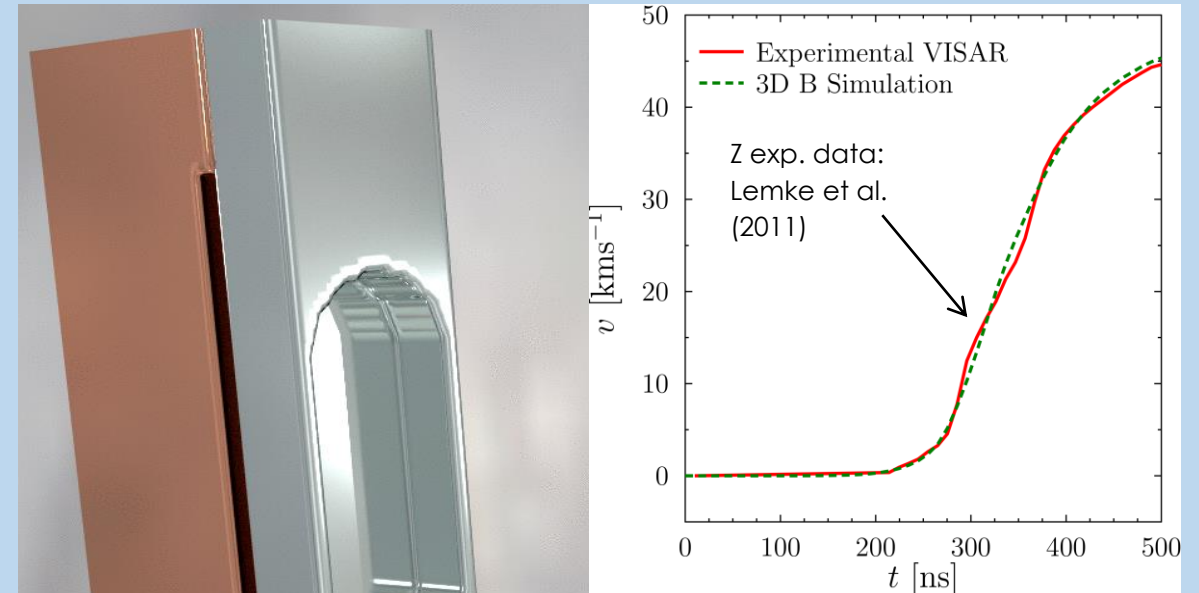 50
40
30
20
10
0
v [kms⁻¹]
Experimental VISAR
3D B Simulation
Z exp. data:
Lemke et al.
(2011)
0 100 200 300 400 500
t [ns]